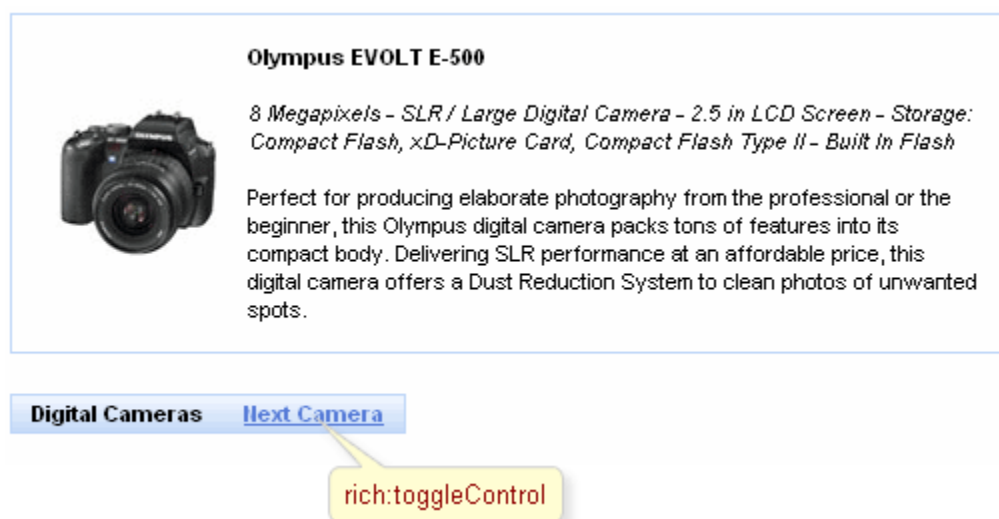 Olympus EVOLT E-500
8 Megapixels - SLR / Large Digital Camera - 2.5 in LCD Screen - Storage:
Compact Flash, xD-Picture Card, Compact Flash Type II - Built In Flash
Perfect for producing elaborate photography from the professional or the
beginner, this Olympus digital camera packs tons of features into its
compact body. Delivering SLR performance at an affordable price, this
digital camera offers a Dust Reduction System to clean photos of unwanted
spots.
OLYMPUS
Digital Cameras Next Camera
rich:toggleControl